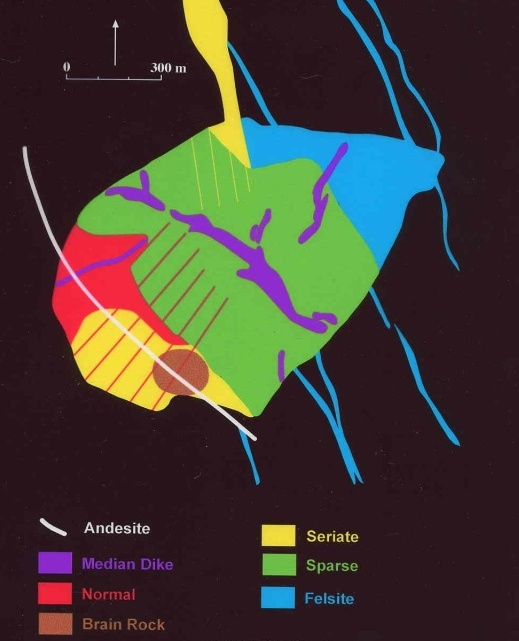 0 300 m
Andesite
Median Dike
Normal
Brain Rock
Seriate
Sparse
Felsite